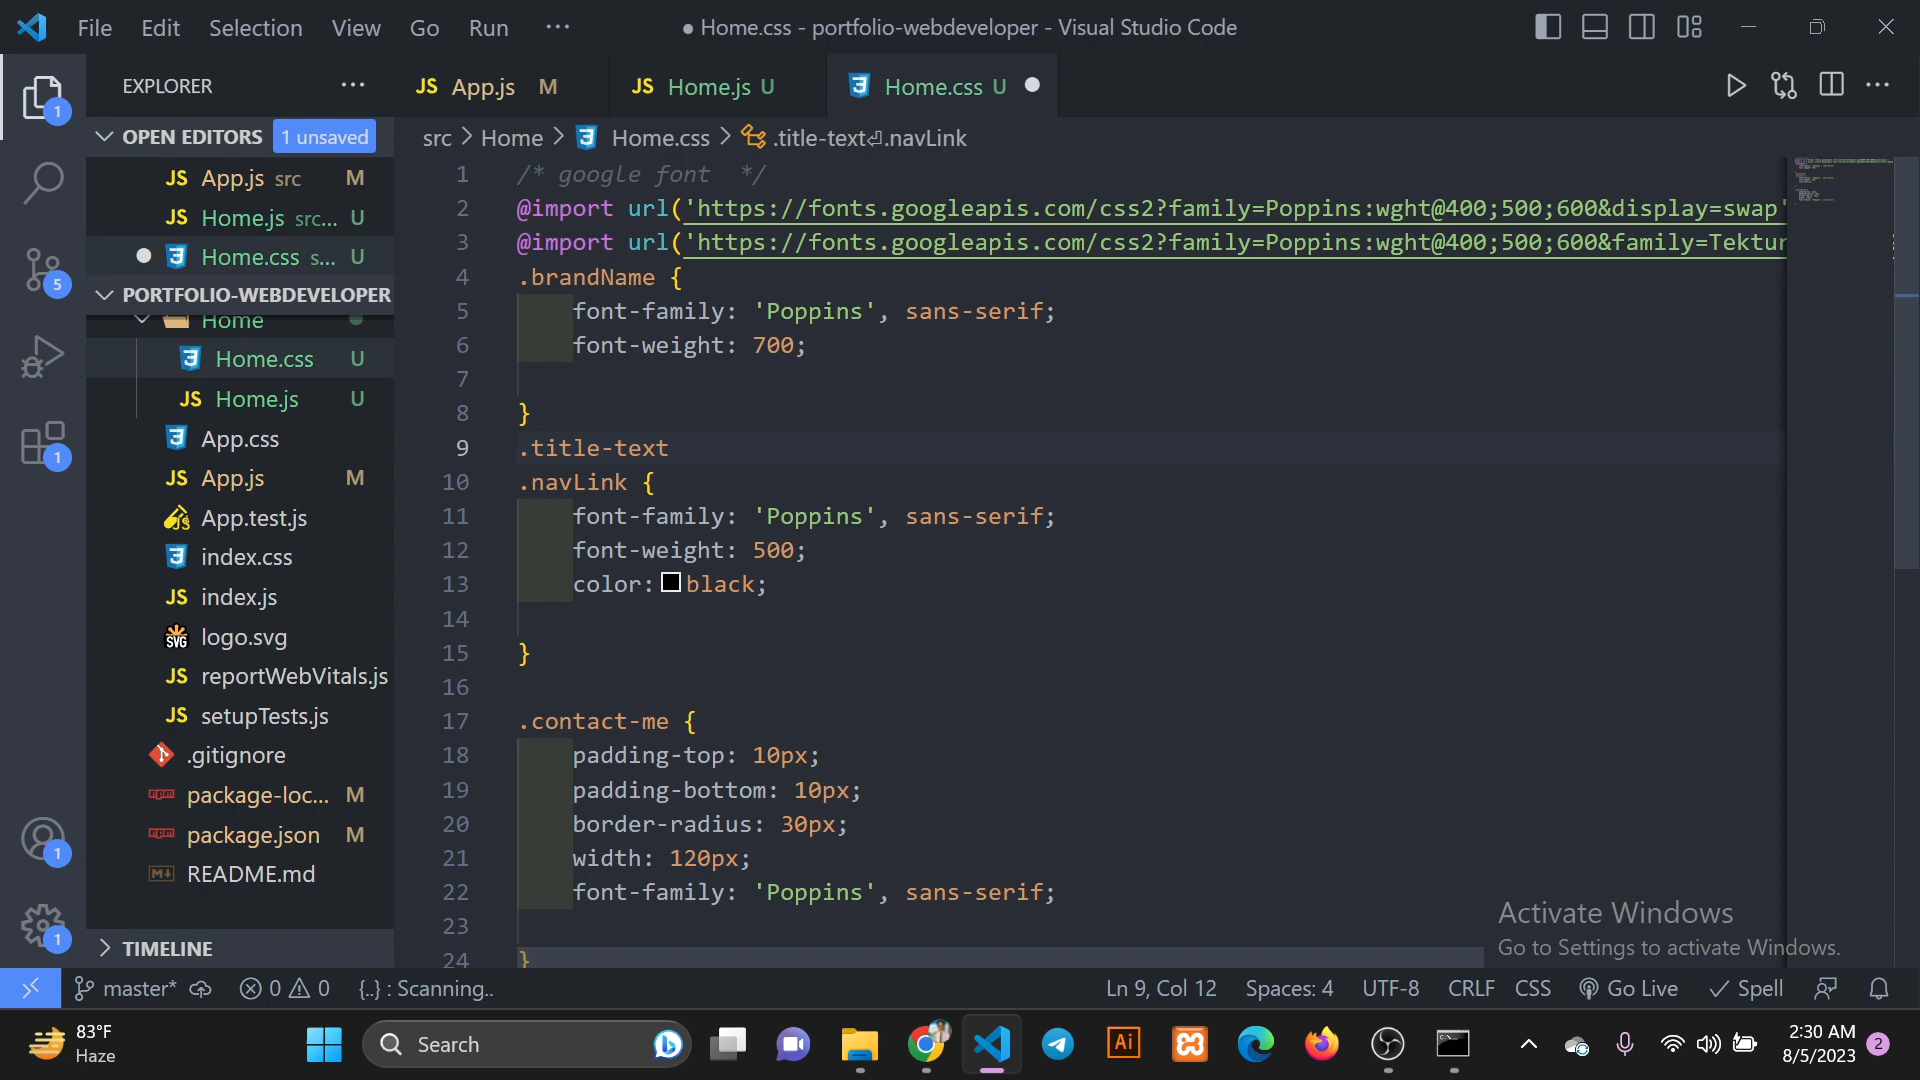 File Edit Selection View Go Run ···
● Home.css - portfolio-webdeveloper - Visual Studio Code
EXPLORER ···
JS App.js M
JS Home.js U
Home.css U
OPEN EDITORS 1 unsaved
JS App.js src M
JS Home.js src... U
Home.css s... U
PORTFOLIO-WEBDEVELOPER
Home
Home.css U
JS Home.js U
App.css
JS App.js M
App.test.js
index.css
JS index.js
SVG logo.svg
JS reportWebVitals.js
JS setupTests.js
.gitignore
package-loc... M
package.json M
README.md
TIMELINE
src > Home > Home.css > .title-text⏎.navLink
1 /* google font  */
2 @import url('https://fonts.googleapis.com/css2?family=Poppins:wght@400;500;600&display=swap'
3 @import url('https://fonts.googleapis.com/css2?family=Poppins:wght@400;500;600&family=Tektur
4 .brandName {
5 font-family: 'Poppins', sans-serif;
6 font-weight: 700;
7
8 }
9 .title-text
10 .navLink {
11 font-family: 'Poppins', sans-serif;
12 font-weight: 500;
13 color: black;
14
15 }
16
17 .contact-me {
18 padding-top: 10px;
19 padding-bottom: 10px;
20 border-radius: 30px;
21 width: 120px;
22 font-family: 'Poppins', sans-serif;
23
24 }
Activate Windows
Go to Settings to activate Windows.
1
5
1
1
1
master* 0 0 {..} : Scanning..
Ln 9, Col 12 Spaces: 4 UTF-8 CRLF CSS Go Live Spell
83°F
Haze
Search
Ai
2:30 AM
8/5/2023
2